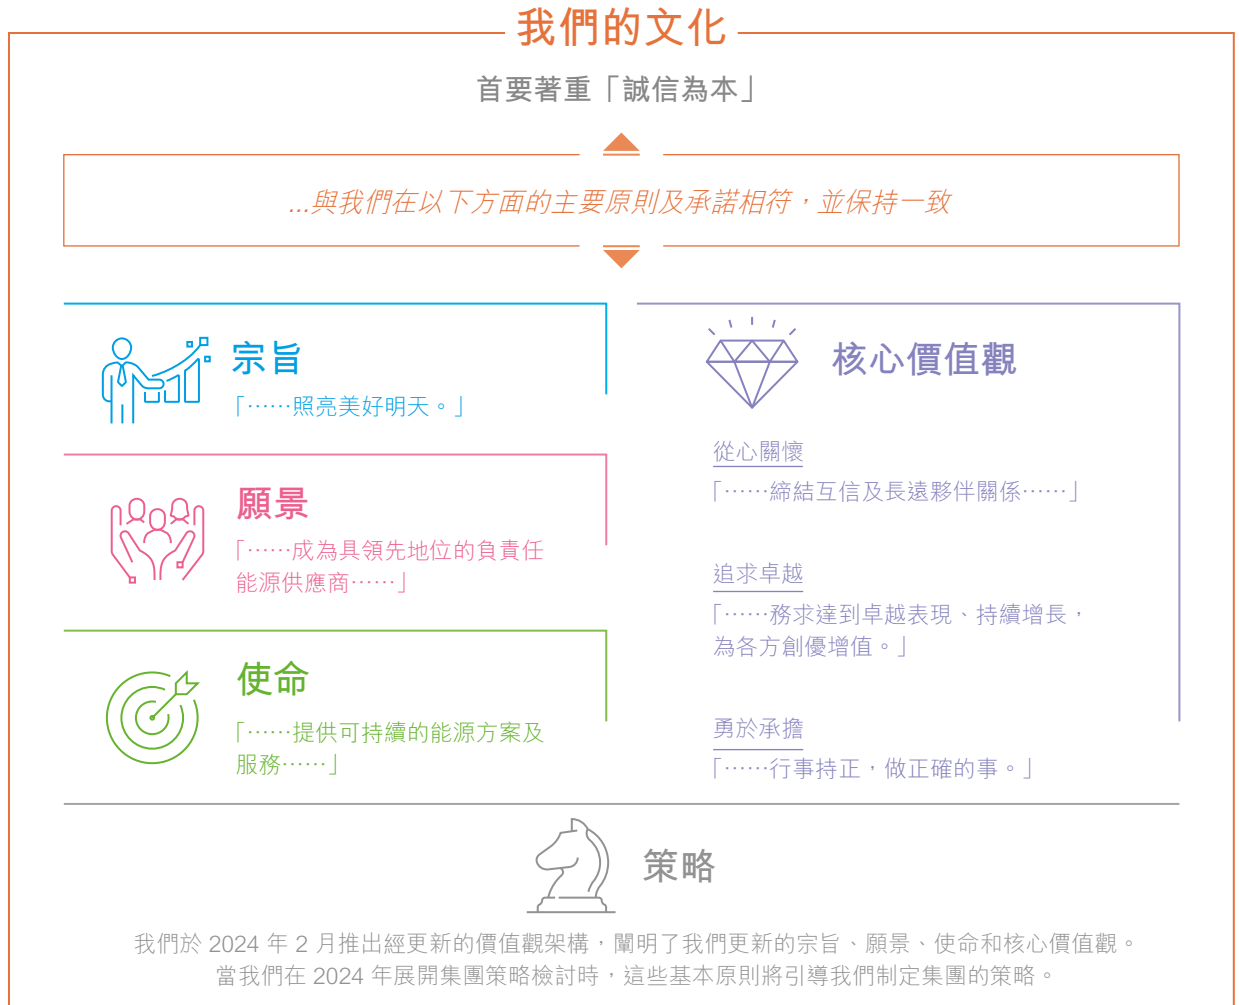 我們的文化
首要著重「誠信為本」
...與我們在以下方面的主要原則及承諾相符，並保持一致
宗旨
「……照亮美好明天。」
願景
「……成為具領先地位的負責任
能源供應商……」
使命
「……提供可持續的能源方案及
服務……」
核心價值觀
從心關懷
「……締結互信及長遠夥伴關係……」
追求卓越
「……務求達到卓越表現、持續增長，
為各方創優增值。」
勇於承擔
「……行事持正，做正確的事。」
策略
我們於 2024 年 2 月推出經更新的價值觀架構，闡明了我們更新的宗旨、願景、使命和核心價值觀。
當我們在 2024 年展開集團策略檢討時，這些基本原則將引導我們制定集團的策略。